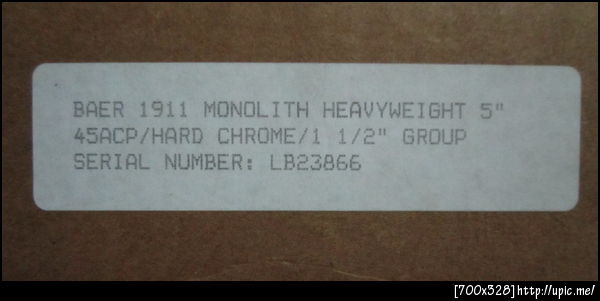 BAER 1911 MONOLITH HEAVYWEIGHT 5"
45ACP/HARD CHROME/1 1/2" GROUP
SERIAL NUMBER: LB23866
[700x328]http://upic.me/